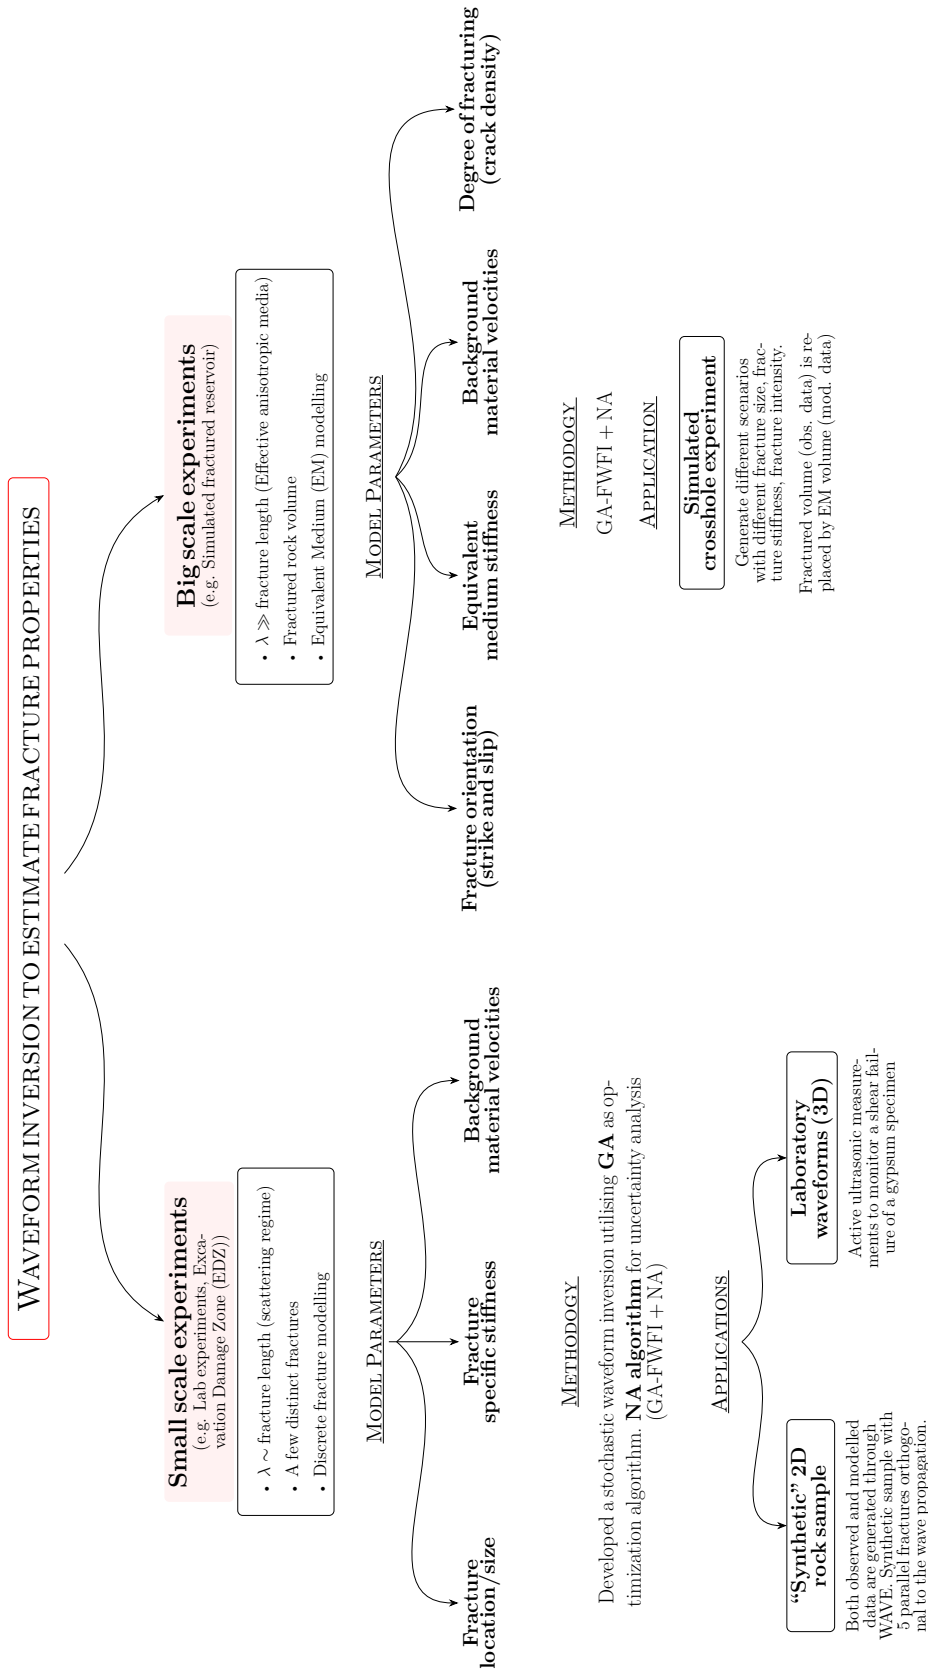 WAVEFORM INVERSION TO ESTIMATE FRACTURE PROPERTIES
Small scale experiments
(e.g. Lab experiments, Exca-
vation Damage Zone (EDZ))
• λ ∼ fracture length (scattering regime)
• A few distinct fractures
• Discrete fracture modelling
MODEL PARAMETERS
Fracture
location/size
Fracture
specific stiffness
Background
material velocities
METHODOGY
Developed a stochastic waveform inversion utilising GA as op-
timization algorithm. NA algorithm for uncertainty analysis
(GA-FWFI + NA)
APPLICATIONS
“Synthetic” 2D
rock sample
Both observed and modelled
data are generated through
WAVE. Synthetic sample with
5 parallel fractures orthogo-
nal to the wave propagation.
Laboratory
waveforms (3D)
Active ultrasonic measure-
ments to monitor a shear fail-
ure of a gypsum specimen
Big scale experiments
(e.g. Simulated fractured reservoir)
• λ ⋙ fracture length (Effective anisotropic media)
• Fractured rock volume
• Equivalent Medium (EM) modelling
MODEL PARAMETERS
Fracture orientation
(strike and slip)
Equivalent
medium stiffness
Background
material velocities
Degree of fracturing
(crack density)
METHODOGY
GA-FWFI + NA
APPLICATION
Simulated
crosshole experiment
Generate different scenarios
with different fracture size, frac-
ture stiffness, fracture intensity.
Fractured volume (obs. data) is re-
placed by EM volume (mod. data)